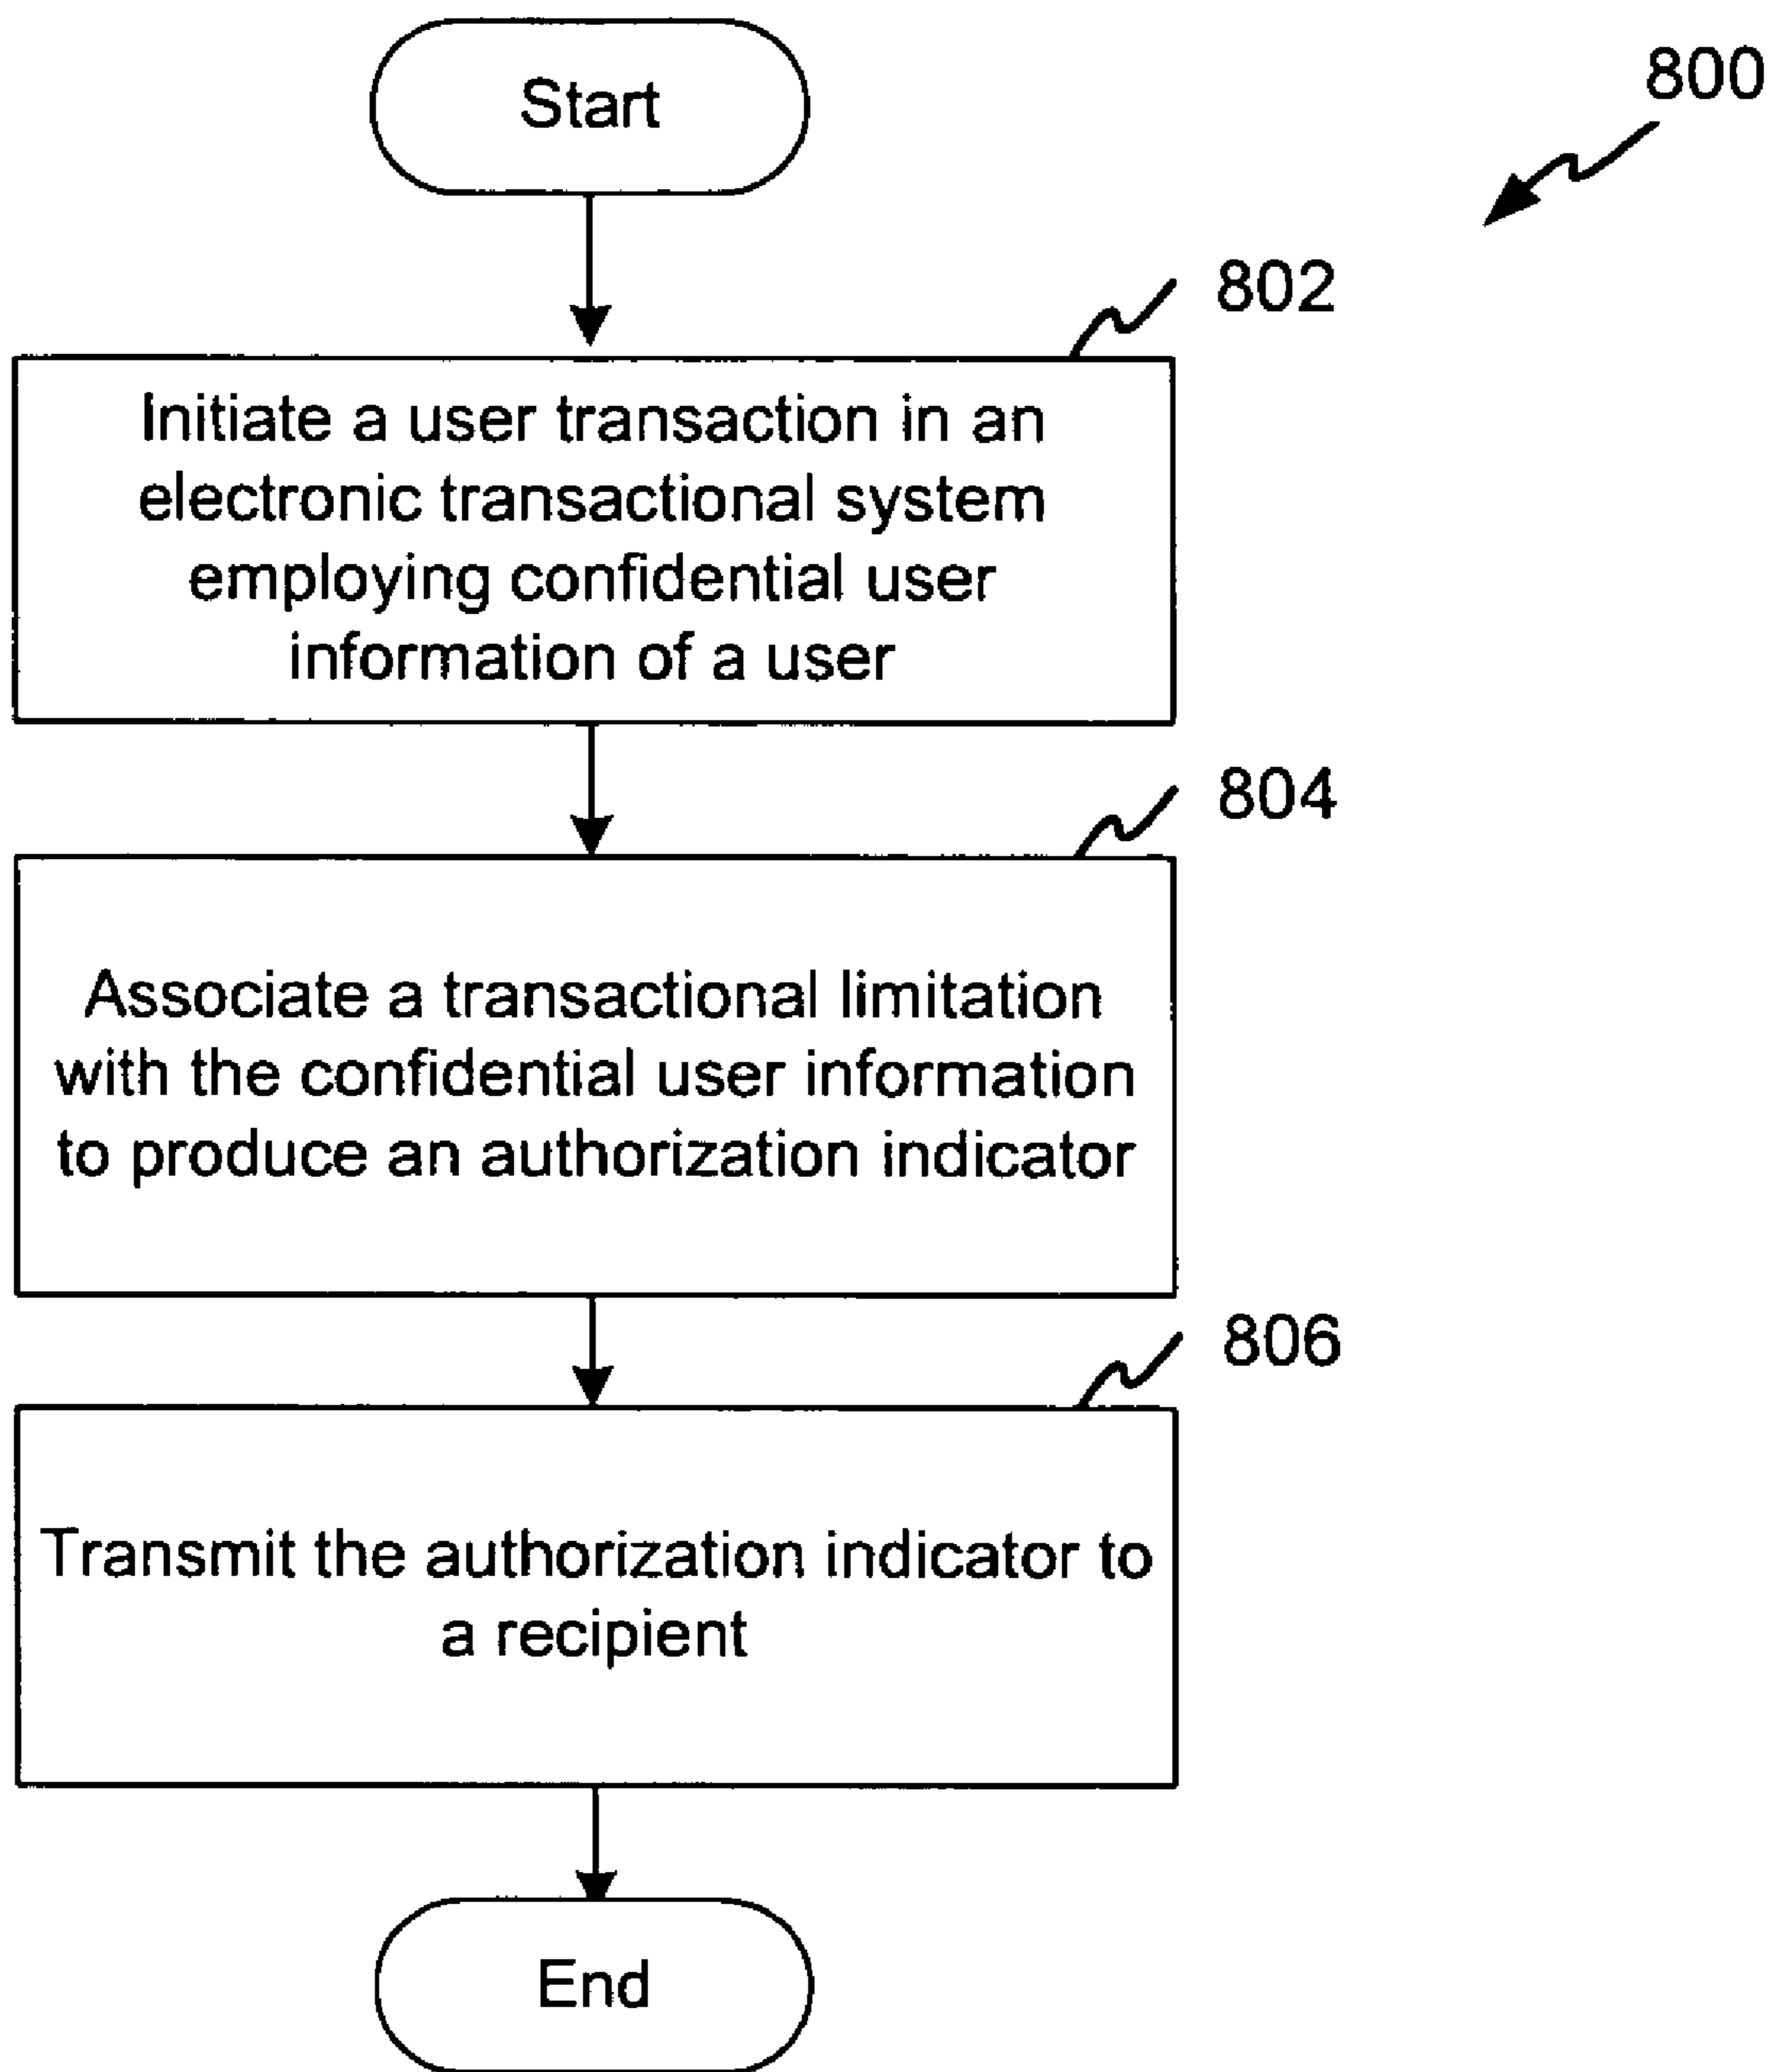 Start
800
802
Initiate a user transaction in an
electronic transactional system
employing confidential user
information of a user
804
Associate a transactional limitation
with the confidential user information
to produce an authorization indicator
806
Transmit the authorization indicator to
a recipient
End